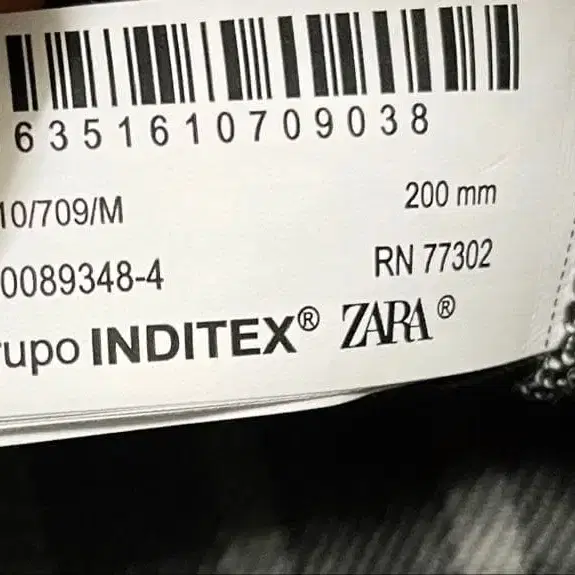 6351610709038
10/709/M 200 mm
0089348-4 RN 77302
rupo INDITEX® ZARA®